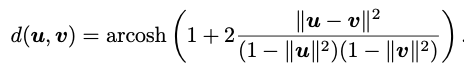 d(u, v) = arcosh ( 1 + 2 ‖u − v‖² / (1 − ‖u‖²)(1 − ‖v‖²) ) .